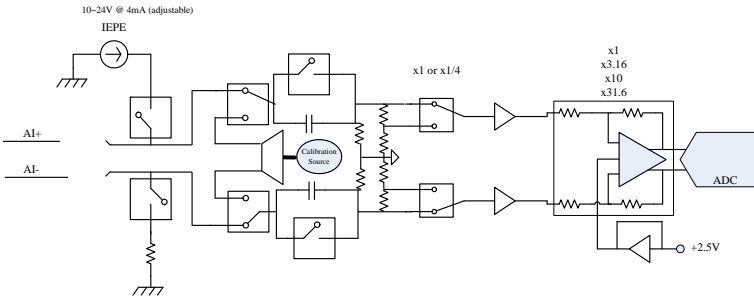 10~24V @ 4mA (adjustable)
IEPE
x1
x3.16
x10
x31.6
x1 or x1/4
AI+
AI-
Calibration
Source
ADC
+2.5V